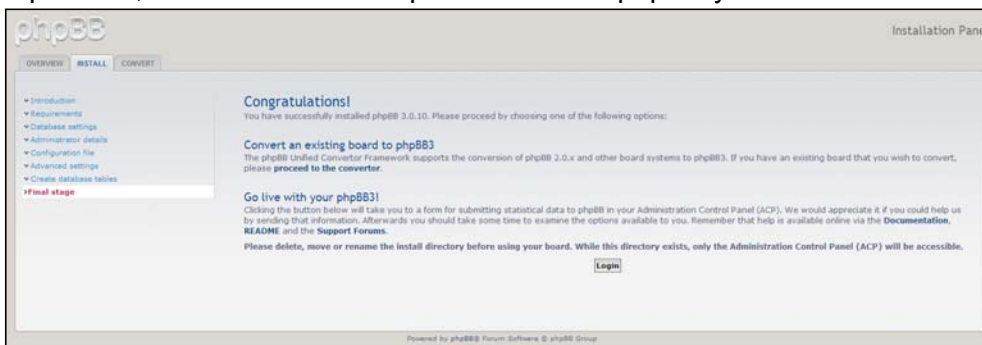 phpBB
Installation Pane
OVERVIEW INSTALL CONVERT
Introduction
Requirements
Database settings
Administrator details
Configuration file
Advanced settings
Create database tables
Final stage
Congratulations!
You have successfully installed phpBB 3.0.10. Please proceed by choosing one of the following options:
Convert an existing board to phpBB3
The phpBB Unified Convertor Framework supports the conversion of phpBB 2.0.x and other board systems to phpBB3. If you have an existing board that you wish to convert,
please proceed to the convertor.
Go live with your phpBB3!
Clicking the button below will take you to a form for submitting statistical data to phpBB in your Administration Control Panel (ACP). We would appreciate it if you could help us
by sending that information. Afterwards you should take some time to examine the options available to you. Remember that help is available online via the Documentation,
README and the Support Forums.
Please delete, move or rename the install directory before using your board. While this directory exists, only the Administration Control Panel (ACP) will be accessible.
Login
Powered by phpBB® Forum Software © phpBB Group